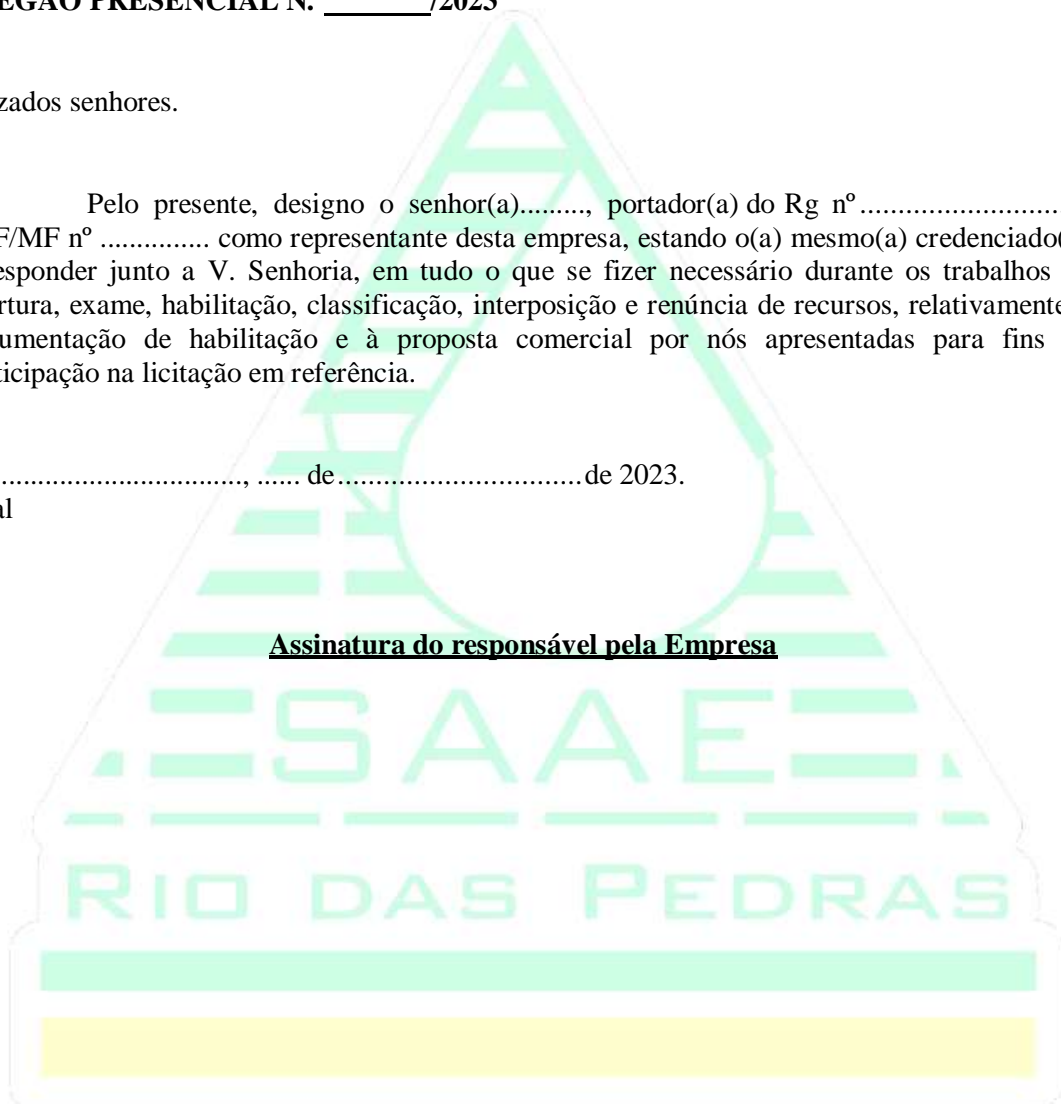 EGÃO PRESENCIAL N. _______/2023
zados senhores.
Pelo presente, designo o senhor(a)........., portador(a) do Rg nº.............................
F/MF nº ............... como representante desta empresa, estando o(a) mesmo(a) credenciado(
esponder junto a V. Senhoria, em tudo o que se fizer necessário durante os trabalhos
rtura, exame, habilitação, classificação, interposição e renúncia de recursos, relativamente
umentação de habilitação e à proposta comercial por nós apresentadas para fins
ticipação na licitação em referência.
................................., ...... de................................de 2023.
al
Assinatura do responsável pela Empresa
SAAE
RIO DAS PEDRAS